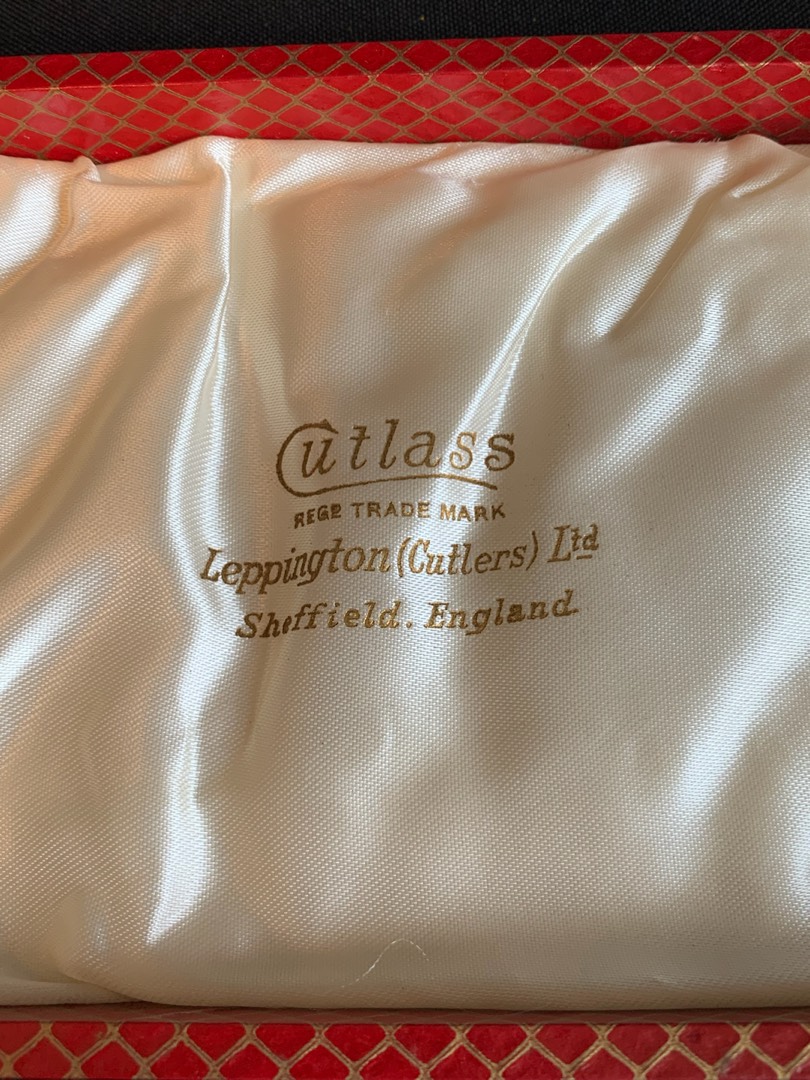 Cutlass
REGD TRADE MARK
Leppington (Cutlers) Ltd
Sheffield. England.